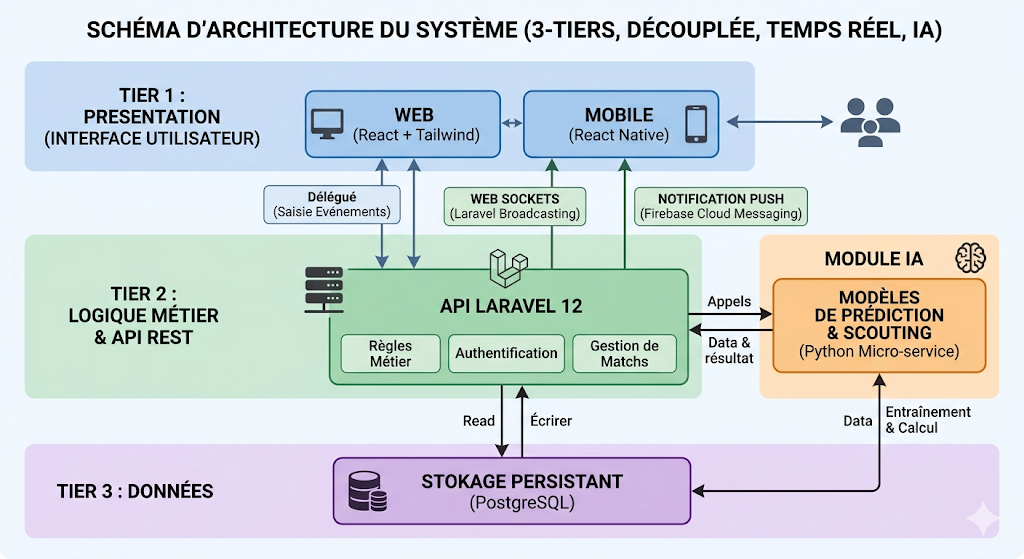 SCHÉMA D'ARCHITECTURE DU SYSTÈME (3-TIERS, DÉCOUPLÉE, TEMPS RÉEL, IA)
TIER 1 :
PRESENTATION
(INTERFACE UTILISATEUR)
WEB
(React + Tailwind)
MOBILE
(React Native)
Délégué
(Saisie Evénements)
WEB SOCKETS
(Laravel Broadcasting)
NOTIFICATION PUSH
(Firebase Cloud Messaging)
TIER 2 :
LOGIQUE MÉTIER
& API REST
API LARAVEL 12
Règles
Métier
Authentification
Gestion de
Matchs
Appels
Data &
résultat
MODULE IA
MODÈLES
DE PRÉDICTION
& SCOUTING
(Python Micro-service)
Read
Écrirer
Data
Entraînement
& Calcul
TIER 3 : DONNÉES
STOKAGE PERSISTANT
(PostgreSQL)